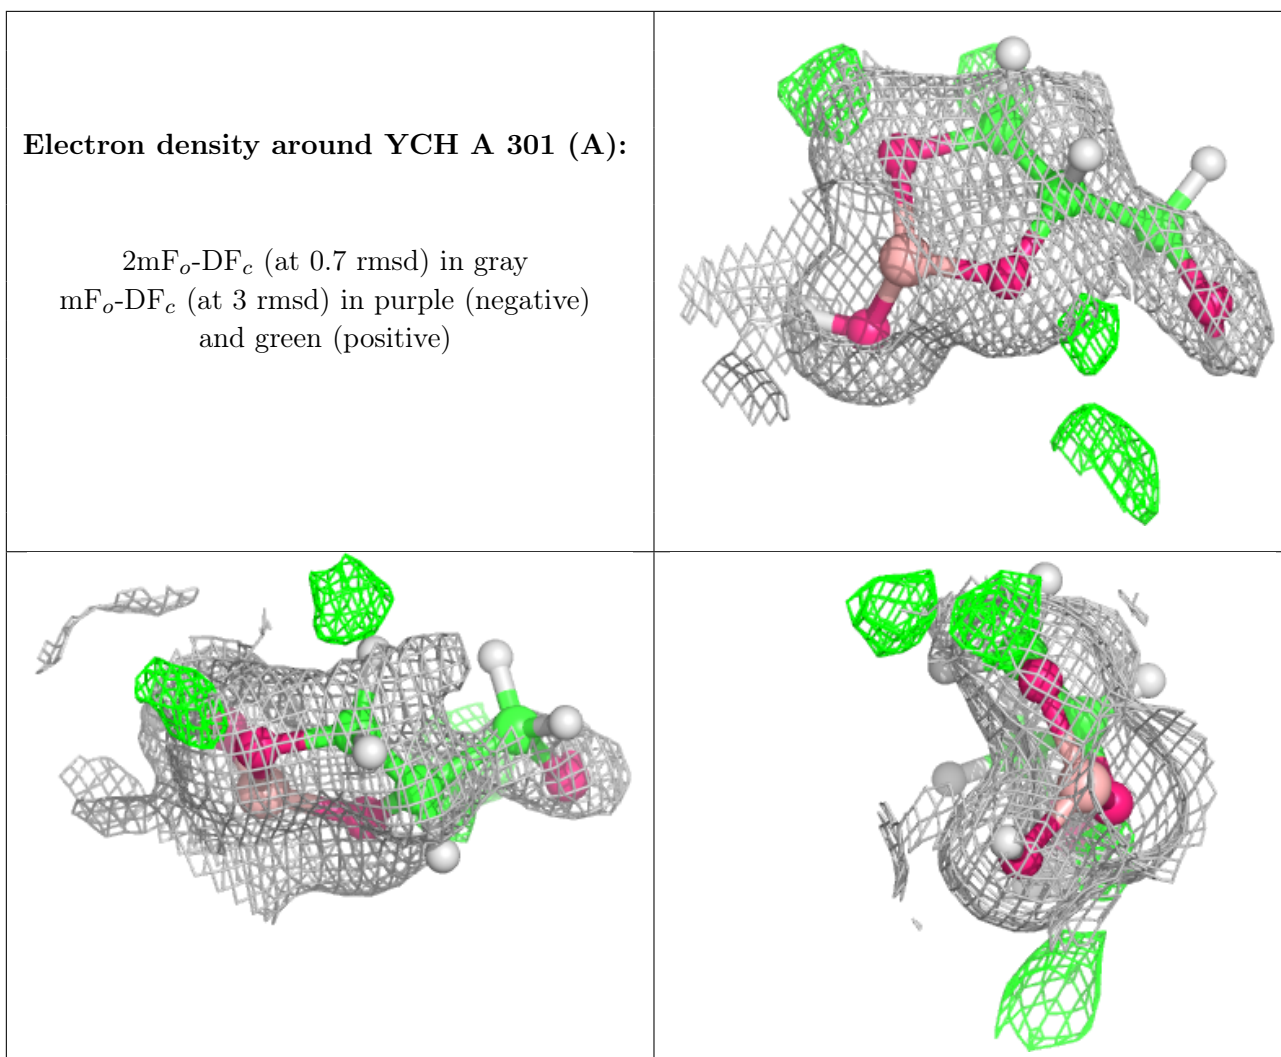 Electron density around YCH A 301 (A):
2mFo-DFc (at 0.7 rmsd) in gray
mFo-DFc (at 3 rmsd) in purple (negative)
and green (positive)